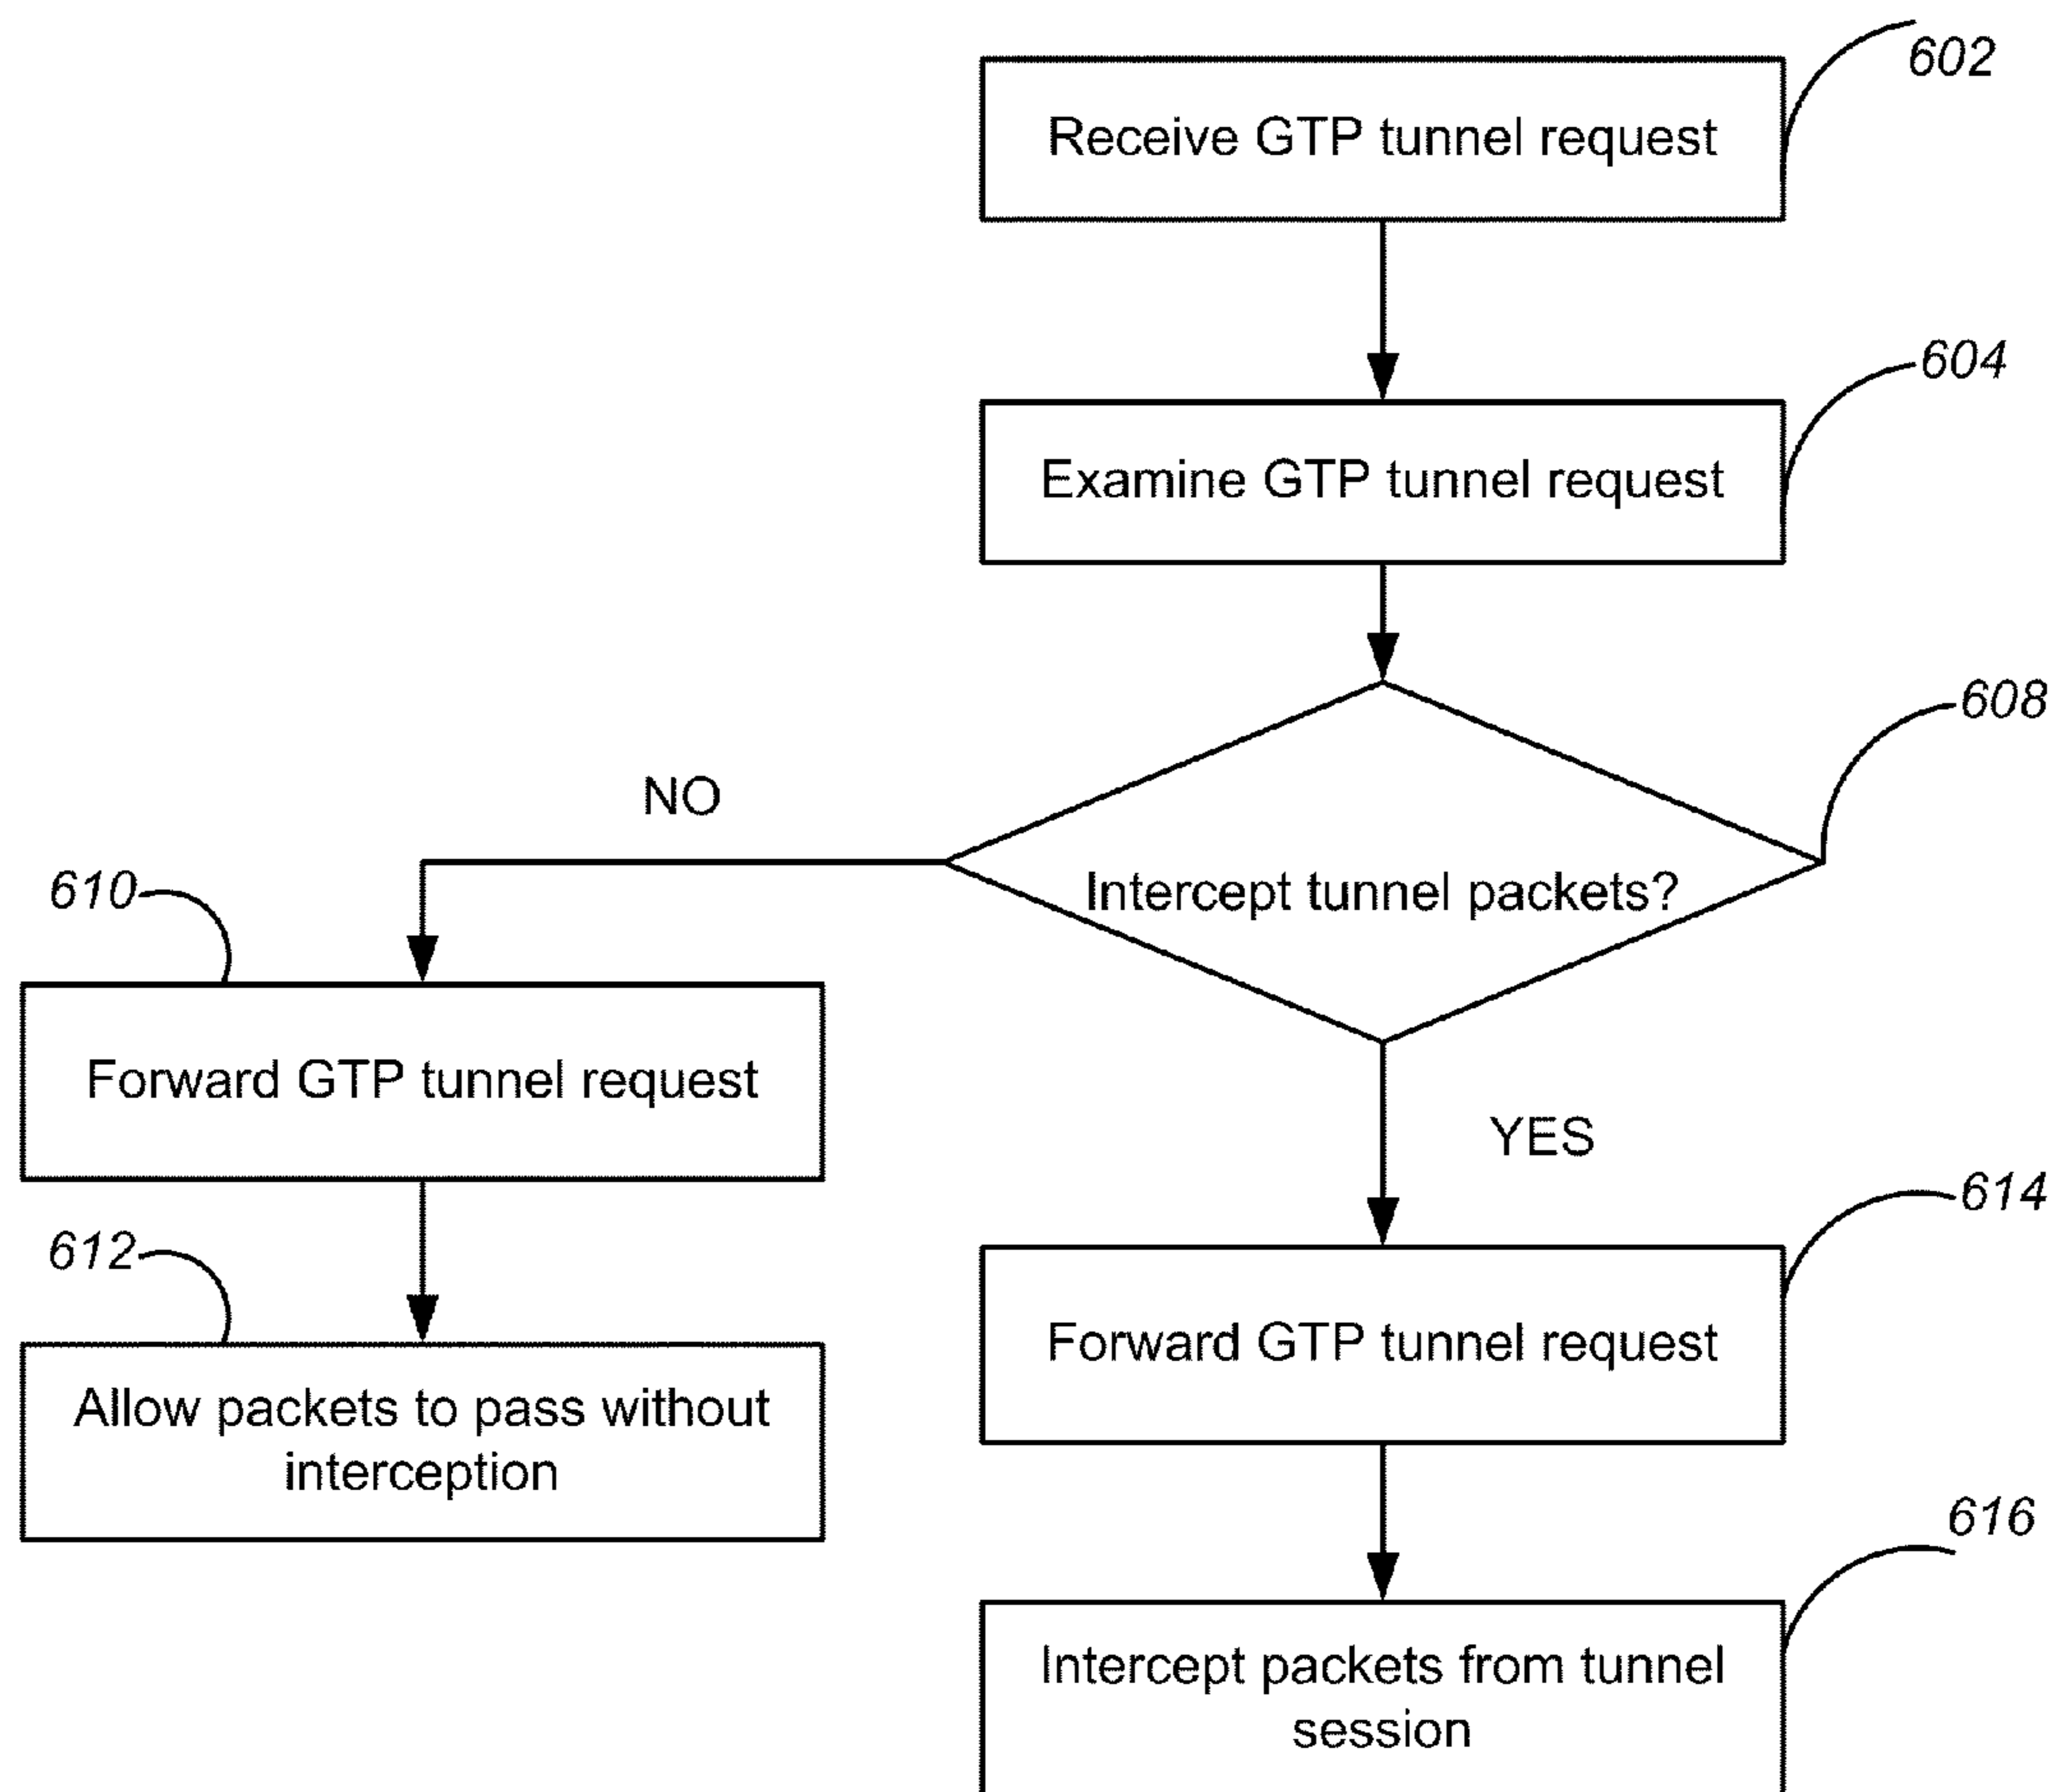 602
Receive GTP tunnel request
604
Examine GTP tunnel request
608
Intercept tunnel packets?
NO
610
Forward GTP tunnel request
612
Allow packets to pass without
interception
YES
614
Forward GTP tunnel request
616
Intercept packets from tunnel
session